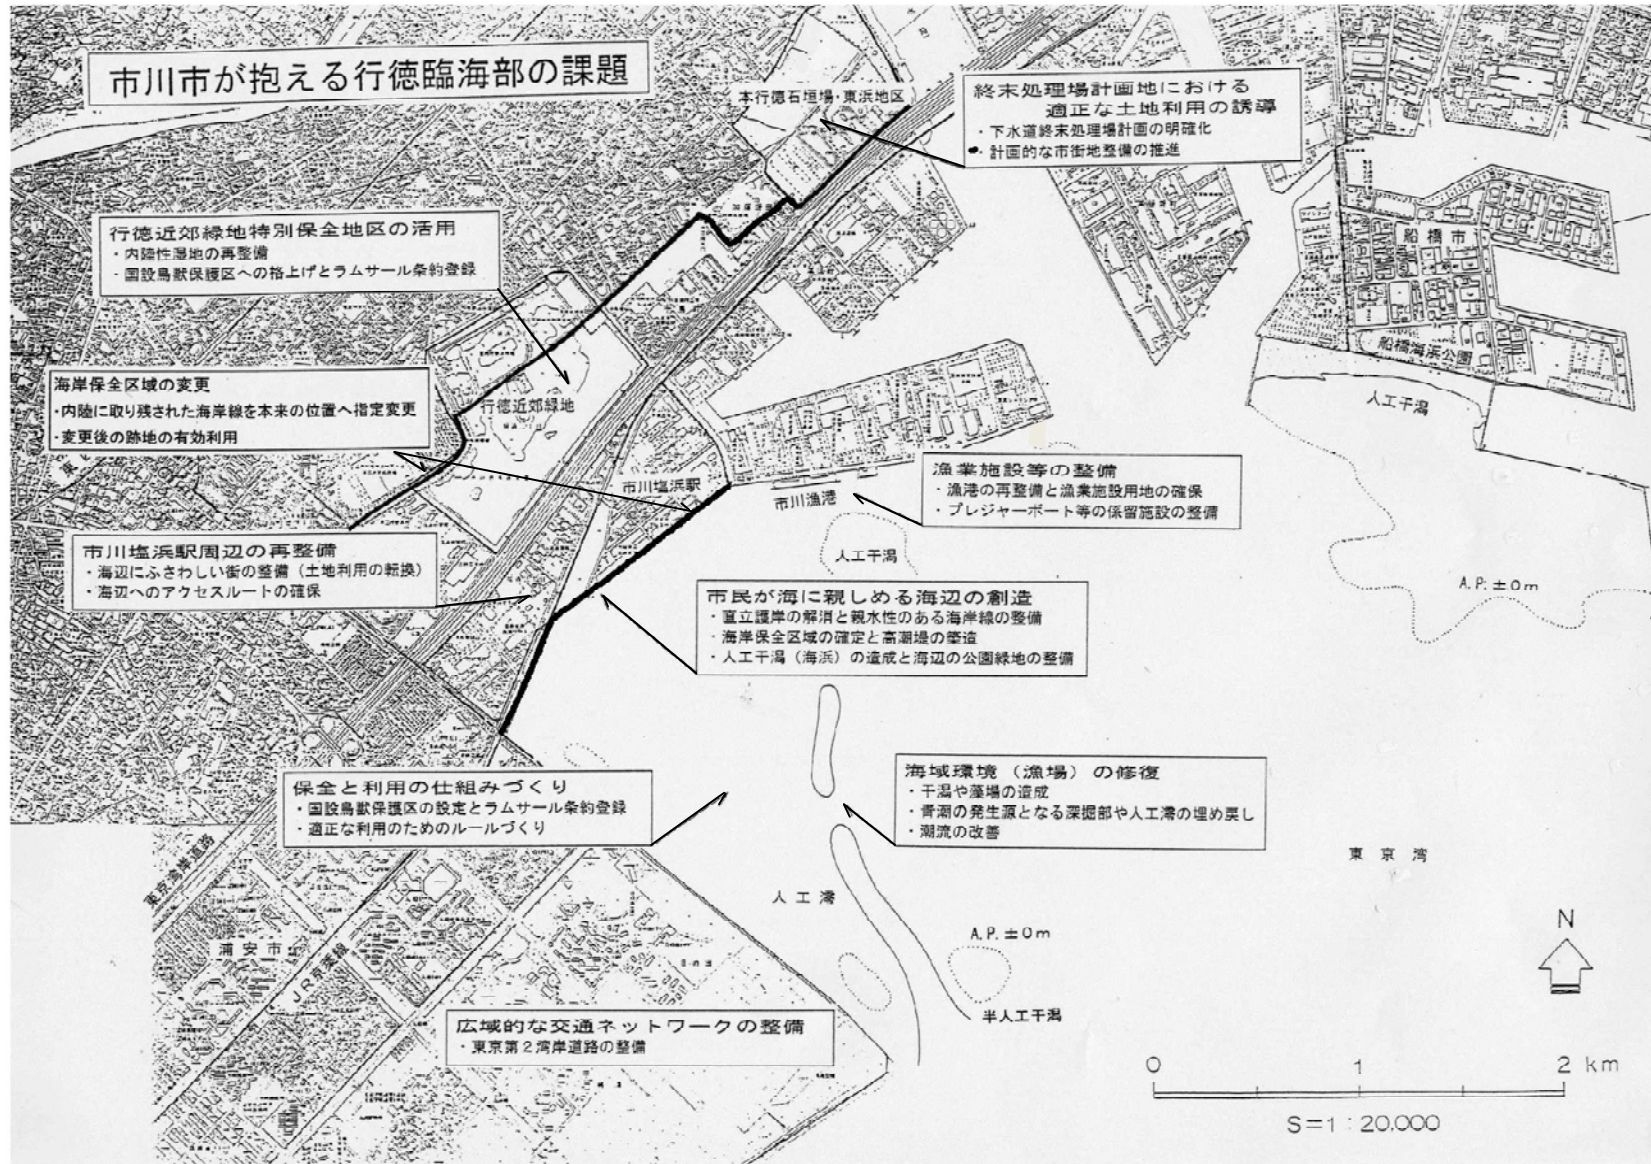 市川市が抱える行徳臨海部の課題
本行徳石垣場・東浜地区
終末処理場計画地における
適正な土地利用の誘導
・下水道終末処理場計画の明確化
・計画的な市街地整備の推進
行徳近郊緑地特別保全地区の活用
・内陸性湿地の再整備
・国設鳥獣保護区への格上げとラムサール条約登録
船橋市
船橋海浜公園
人工干潟
海岸保全区域の変更
・内陸に取り残された海岸線を本来の位置へ指定変更
・変更後の跡地の有効利用
行徳近郊緑地
市川塩浜駅
市川漁港
漁業施設等の整備
・漁港の再整備と漁業施設用地の確保
・プレジャーボート等の係留施設の整備
人工干潟
A.P.±0m
市川塩浜駅周辺の再整備
・海辺にふさわしい街の整備（土地利用の転換）
・海辺へのアクセスルートの確保
市民が海に親しめる海辺の創造
・直立護岸の解消と親水性のある海岸線の整備
・海岸保全区域の確定と高潮堤の築造
・人工干潟（海浜）の造成と海辺の公園緑地の整備
保全と利用の仕組みづくり
・国設鳥獣保護区の設定とラムサール条約登録
・適正な利用のためのルールづくり
海域環境（漁場）の修復
・干潟や藻場の造成
・青潮の発生源となる深掘部や人工澪の埋め戻し
・潮流の改善
東京湾
東京湾岸道路
人工澪
浦安市
JR京葉線
A.P.±0m
半人工干潟
N
広域的な交通ネットワークの整備
・東京第２湾岸道路の整備
0 1 2 km
S=1:20.000